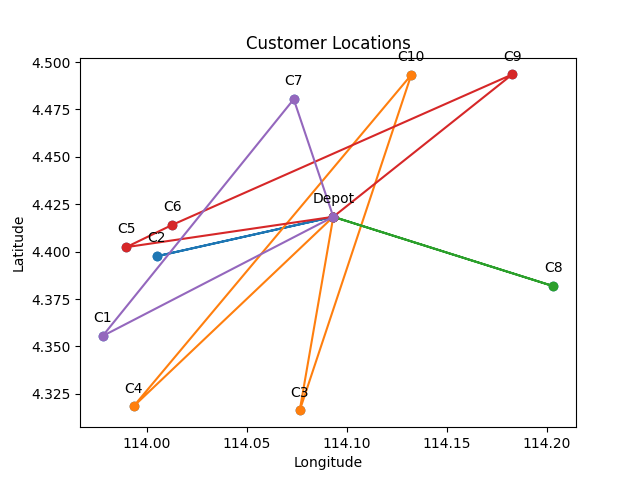 Customer Locations
4.500
4.475
4.450
4.425
4.400
4.375
4.350
4.325
Latitude
C10
C9
C7
Depot
C6
C5
C2
C8
C1
C4
C3
114.00
114.05
114.10
114.15
114.20
Longitude